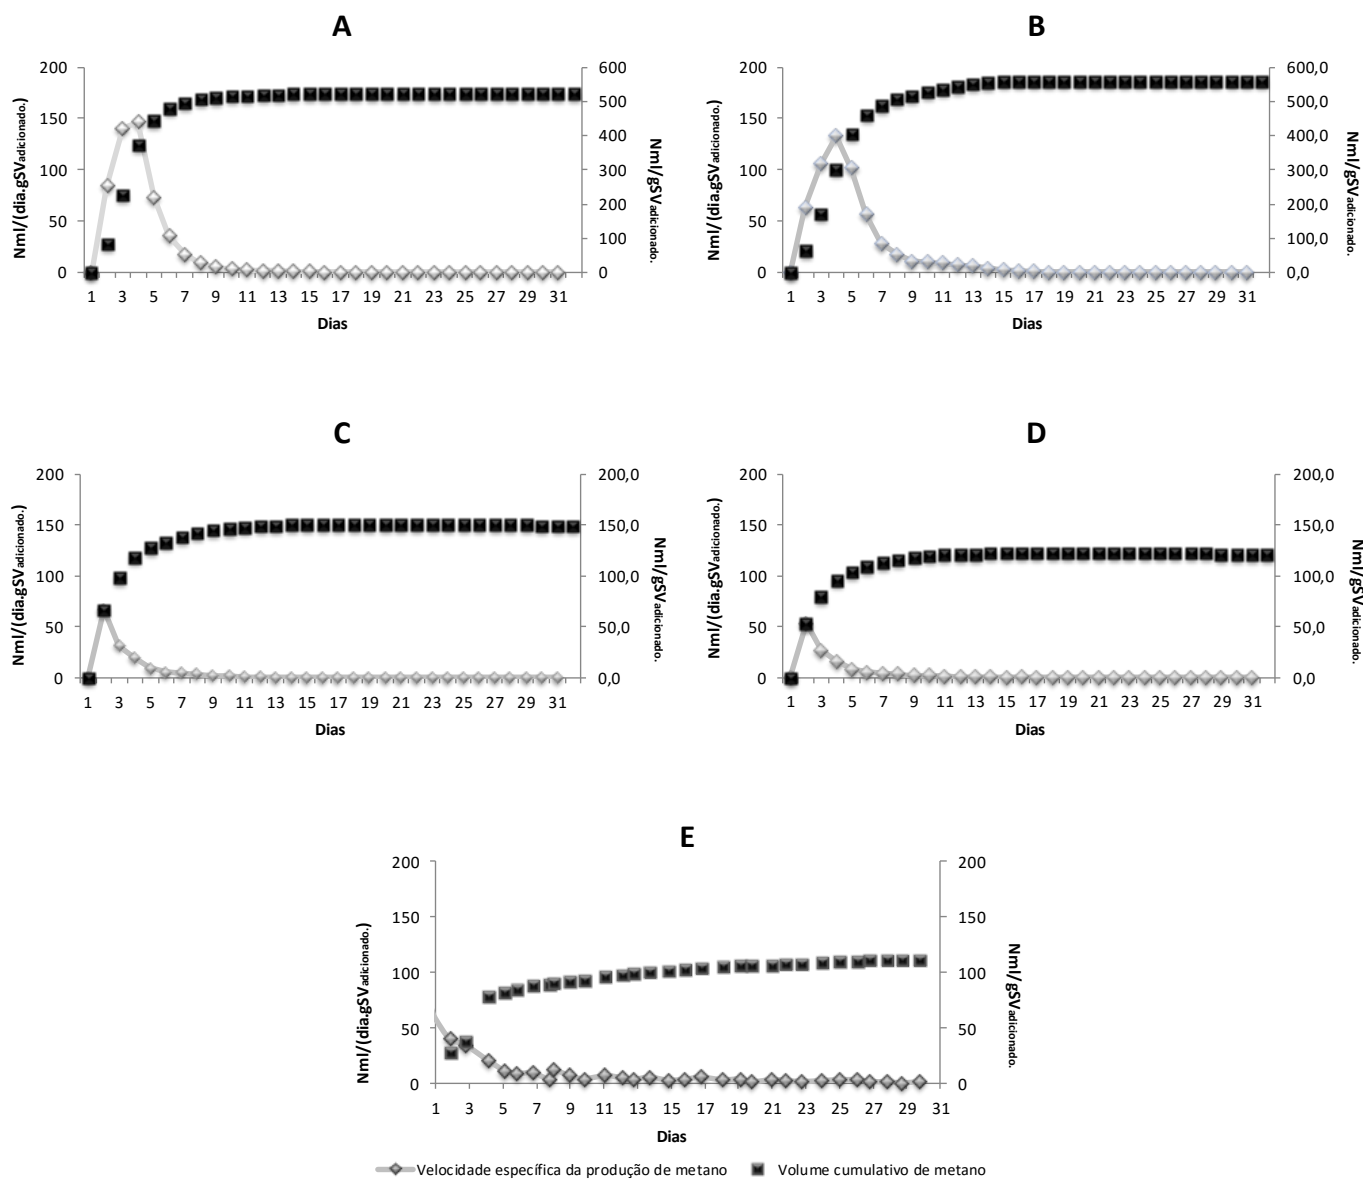 A
200
150
100
50
0
Nml/(dia.gSVadicionado.)
600
500
400
300
200
100
0
Nml/gSVadicionado.
1 3 5 7 9 11 13 15 17 19 21 23 25 27 29 31
Dias
B
200
150
100
50
0
Nml/(dia.gSVadicionado.)
600,0
500,0
400,0
300,0
200,0
100,0
0,0
Nml/gSVadicionado.
1 3 5 7 9 11 13 15 17 19 21 23 25 27 29 31
Dias
C
200
150
100
50
0
Nml/(dia.gSVadicionado.)
200,0
150,0
100,0
50,0
0,0
Nml/gSVadicionado.
1 3 5 7 9 11 13 15 17 19 21 23 25 27 29 31
Dias
D
200
150
100
50
0
Nml/(dia.gSVadicionado.)
200,0
150,0
100,0
50,0
0,0
Nml/gSVadicionado.
1 3 5 7 9 11 13 15 17 19 21 23 25 27 29 31
Dias
E
200
150
100
50
0
Nml/(dia.gSVadicionado.)
200
150
100
50
0
Nml/gSVadicionado.
1 3 5 7 9 11 13 15 17 19 21 23 25 27 29 31
Dias
Velocidade específica da produção de metano Volume cumulativo de metano